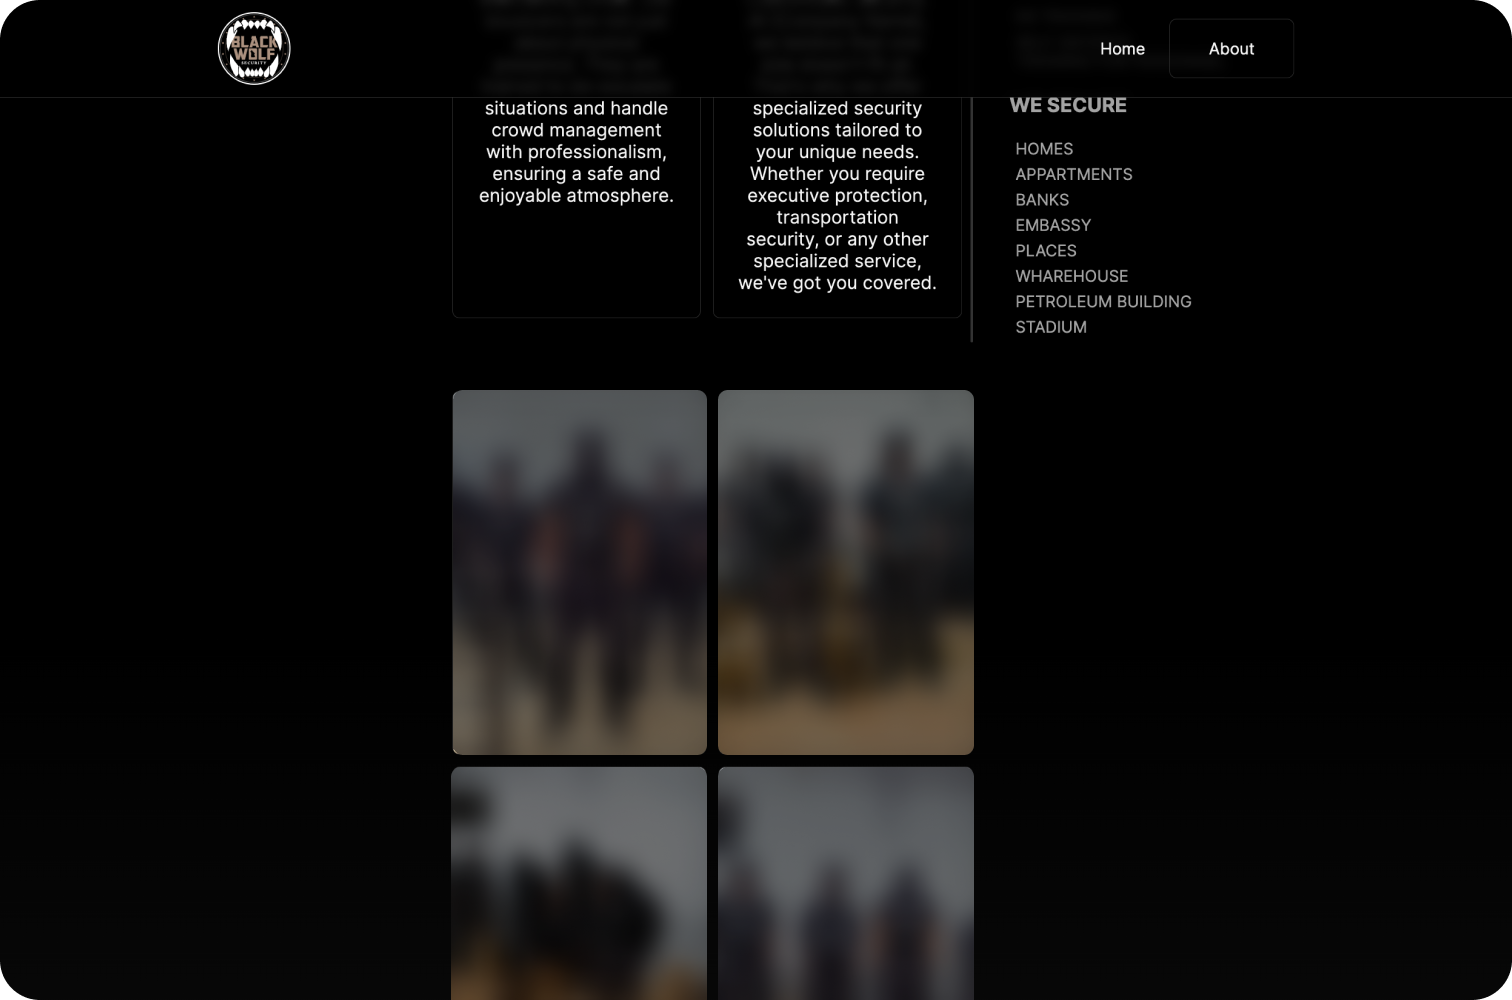 BLACK
WOLF
SECURITY
Home
About
situations and handle
crowd management
with professionalism,
ensuring a safe and
enjoyable atmosphere.
specialized security
solutions tailored to
your unique needs.
Whether you require
executive protection,
transportation
security, or any other
specialized service,
we've got you covered.
WE SECURE
HOMES
APPARTMENTS
BANKS
EMBASSY
PLACES
WHAREHOUSE
PETROLEUM BUILDING
STADIUM